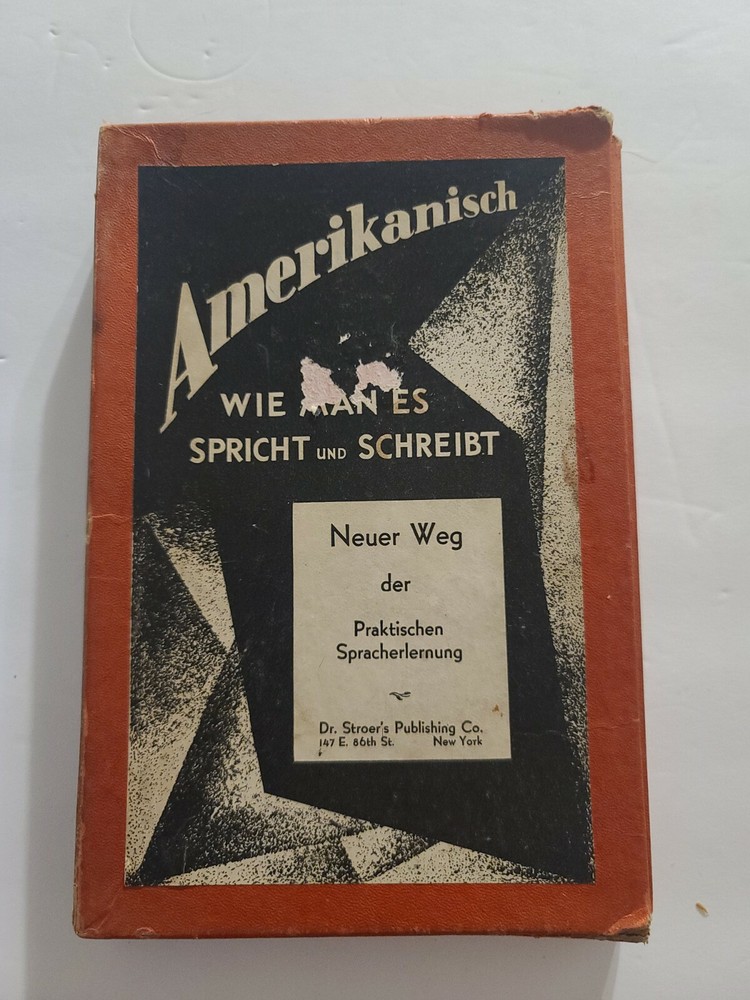 Amerikanisch
WIE MAN ES
SPRICHT UND SCHREIBT
Neuer Weg
der
Praktischen
Spracherlernung
Dr. Stroer's Publishing Co.
147 E. 86th St. New York